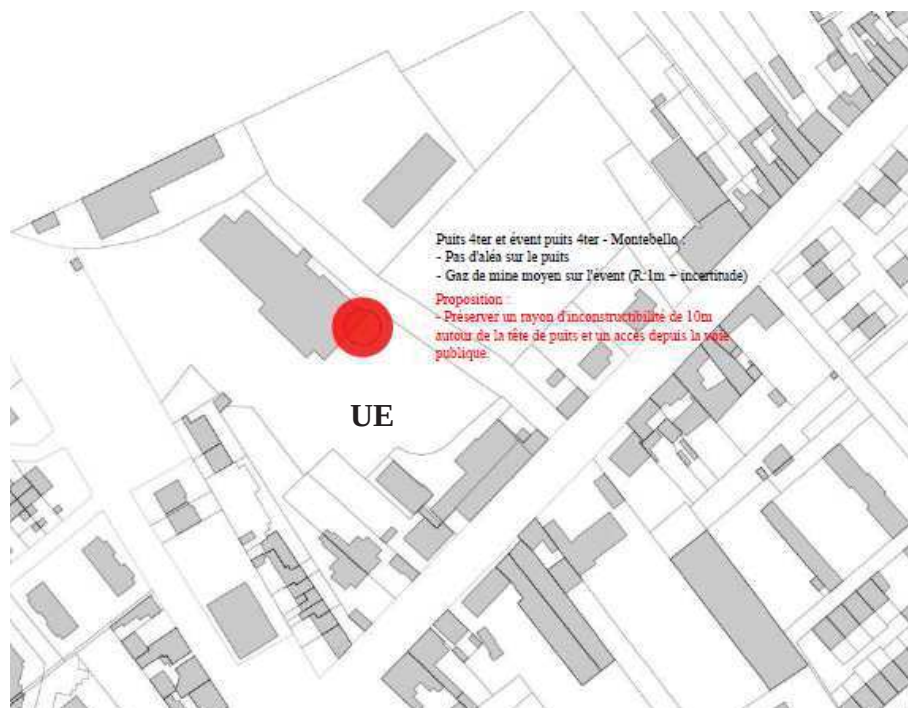 Puits 4ter et évent puits 4ter - Montebello :
- Pas d'aléa sur le puits
- Gaz de mine moyen sur l'évent (R:1m + incertitude)
Proposition :
- Préserver un rayon d'inconstructibilité de 10m
autour de la tête de puits et un accès depuis la voie
publique.
UE